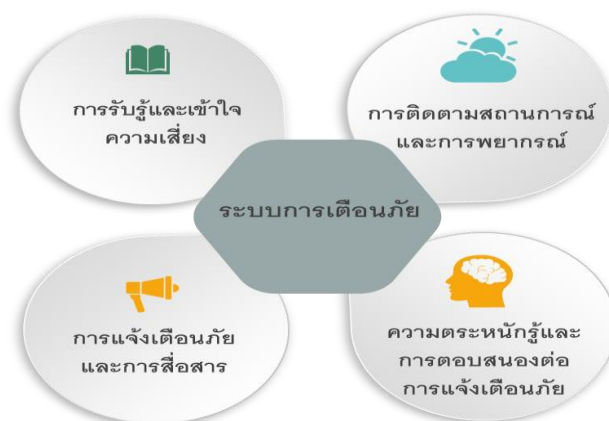 การรับรู้และเข้าใจ
ความเสี่ยง
การติดตามสถานการณ์
และการพยากรณ์
ระบบการเตือนภัย
การแจ้งเตือนภัย
และการสื่อสาร
ความตระหนักรู้และ
การตอบสนองต่อ
การแจ้งเตือนภัย